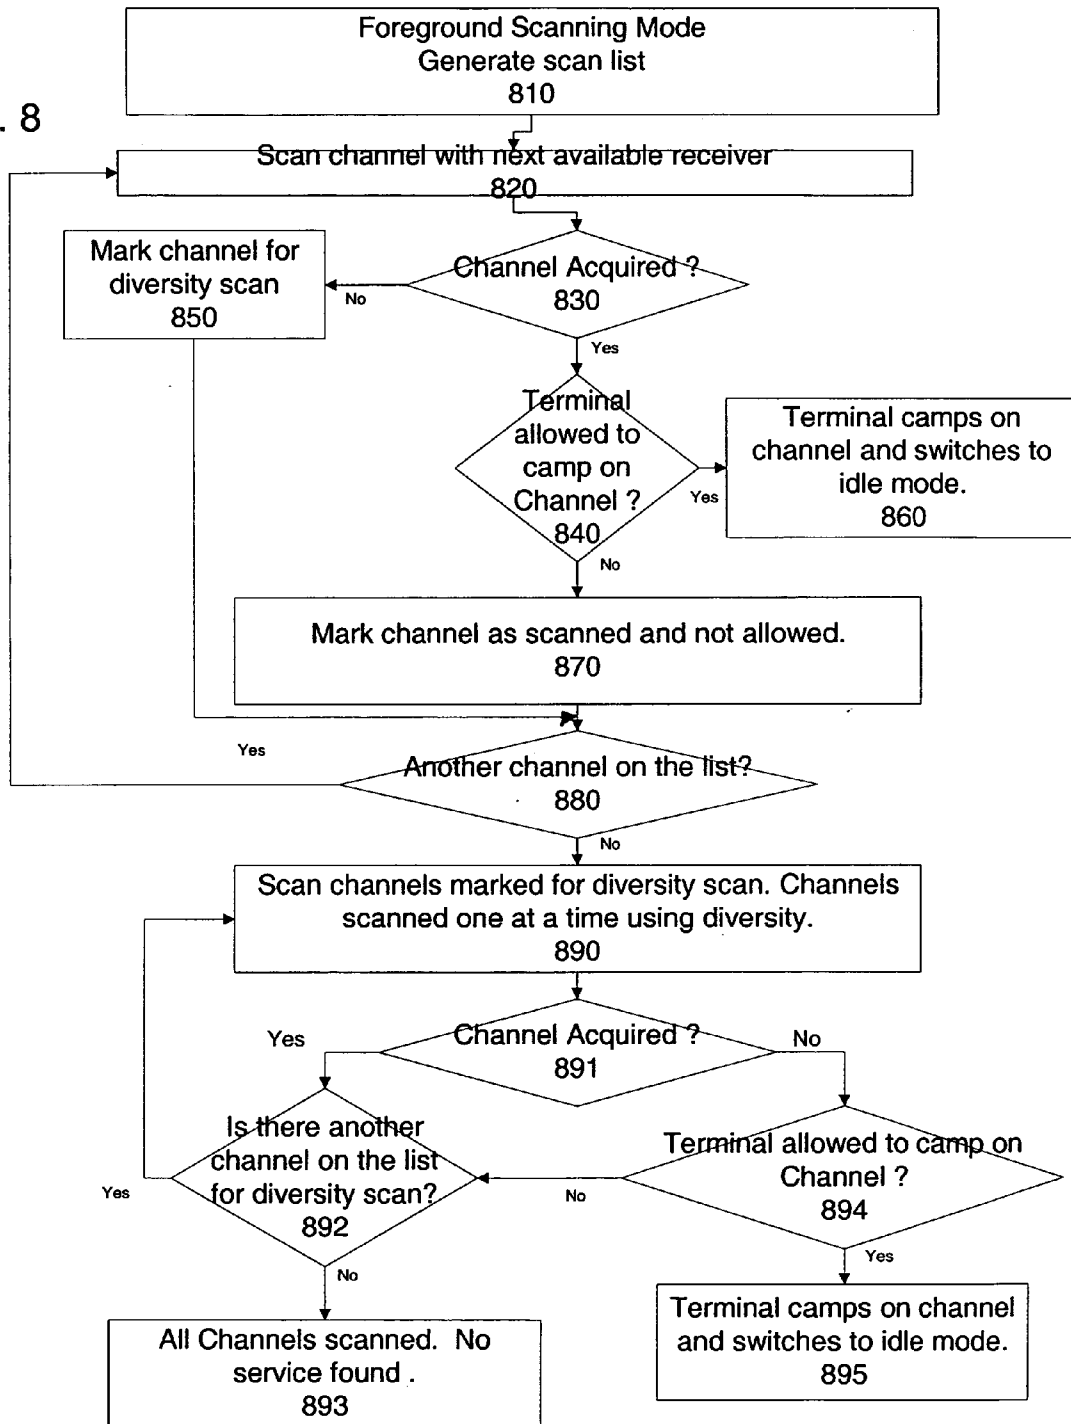 Foreground Scanning Mode
Generate scan list
810
. 8
Scan channel with next available receiver
820
Mark channel for
diversity scan
850
Channel Acquired ?
830
No
Yes
Terminal
allowed to
camp on
Channel ?
840
Yes
Terminal camps on
channel and switches to
idle mode.
860
No
Mark channel as scanned and not allowed.
870
Yes
Another channel on the list?
880
No
Scan channels marked for diversity scan. Channels
scanned one at a time using diversity.
890
Yes
Channel Acquired ?
891
No
Is there another
channel on the list
for diversity scan?
892
Yes
No
Terminal allowed to camp on
Channel ?
894
No
Yes
All Channels scanned. No
service found .
893
Terminal camps on channel
and switches to idle mode.
895